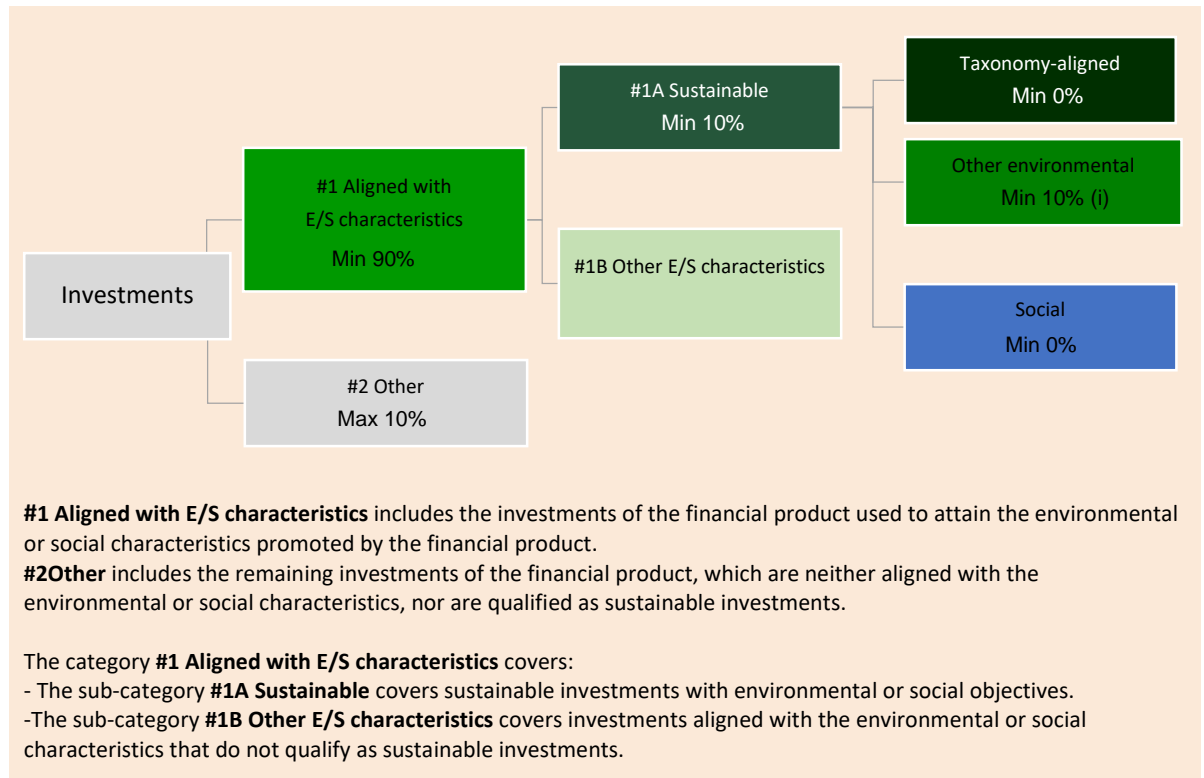 Investments
#1 Aligned with
E/S characteristics
Min 90%
#2 Other
Max 10%
#1A Sustainable
Min 10%
#1B Other E/S characteristics
Taxonomy-aligned
Min 0%
Other environmental
Min 10% (i)
Social
Min 0%
#1 Aligned with E/S characteristics includes the investments of the financial product used to attain the environmental
or social characteristics promoted by the financial product.
#2Other includes the remaining investments of the financial product, which are neither aligned with the
environmental or social characteristics, nor are qualified as sustainable investments.
The category #1 Aligned with E/S characteristics covers:
- The sub-category #1A Sustainable covers sustainable investments with environmental or social objectives.
-The sub-category #1B Other E/S characteristics covers investments aligned with the environmental or social
characteristics that do not qualify as sustainable investments.